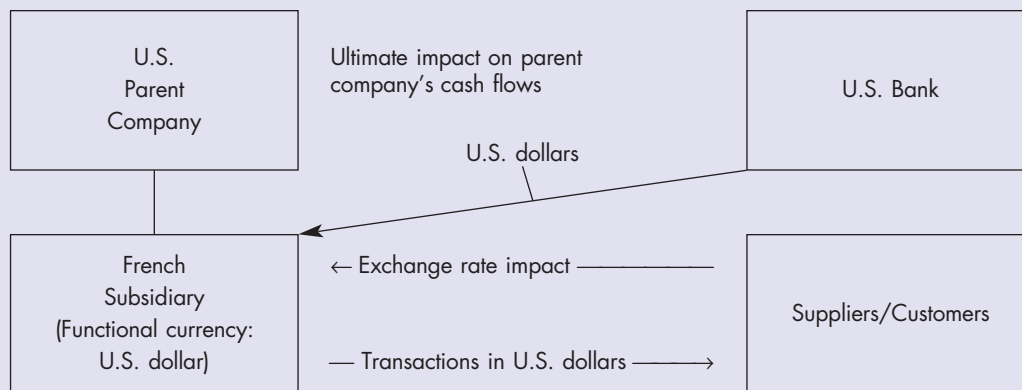 U.S.
Parent
Company
Ultimate impact on parent
company's cash flows
U.S. Bank
U.S. dollars
French
Subsidiary
(Functional currency:
U.S. dollar)
← Exchange rate impact
Transactions in U.S. dollars →
Suppliers/Customers